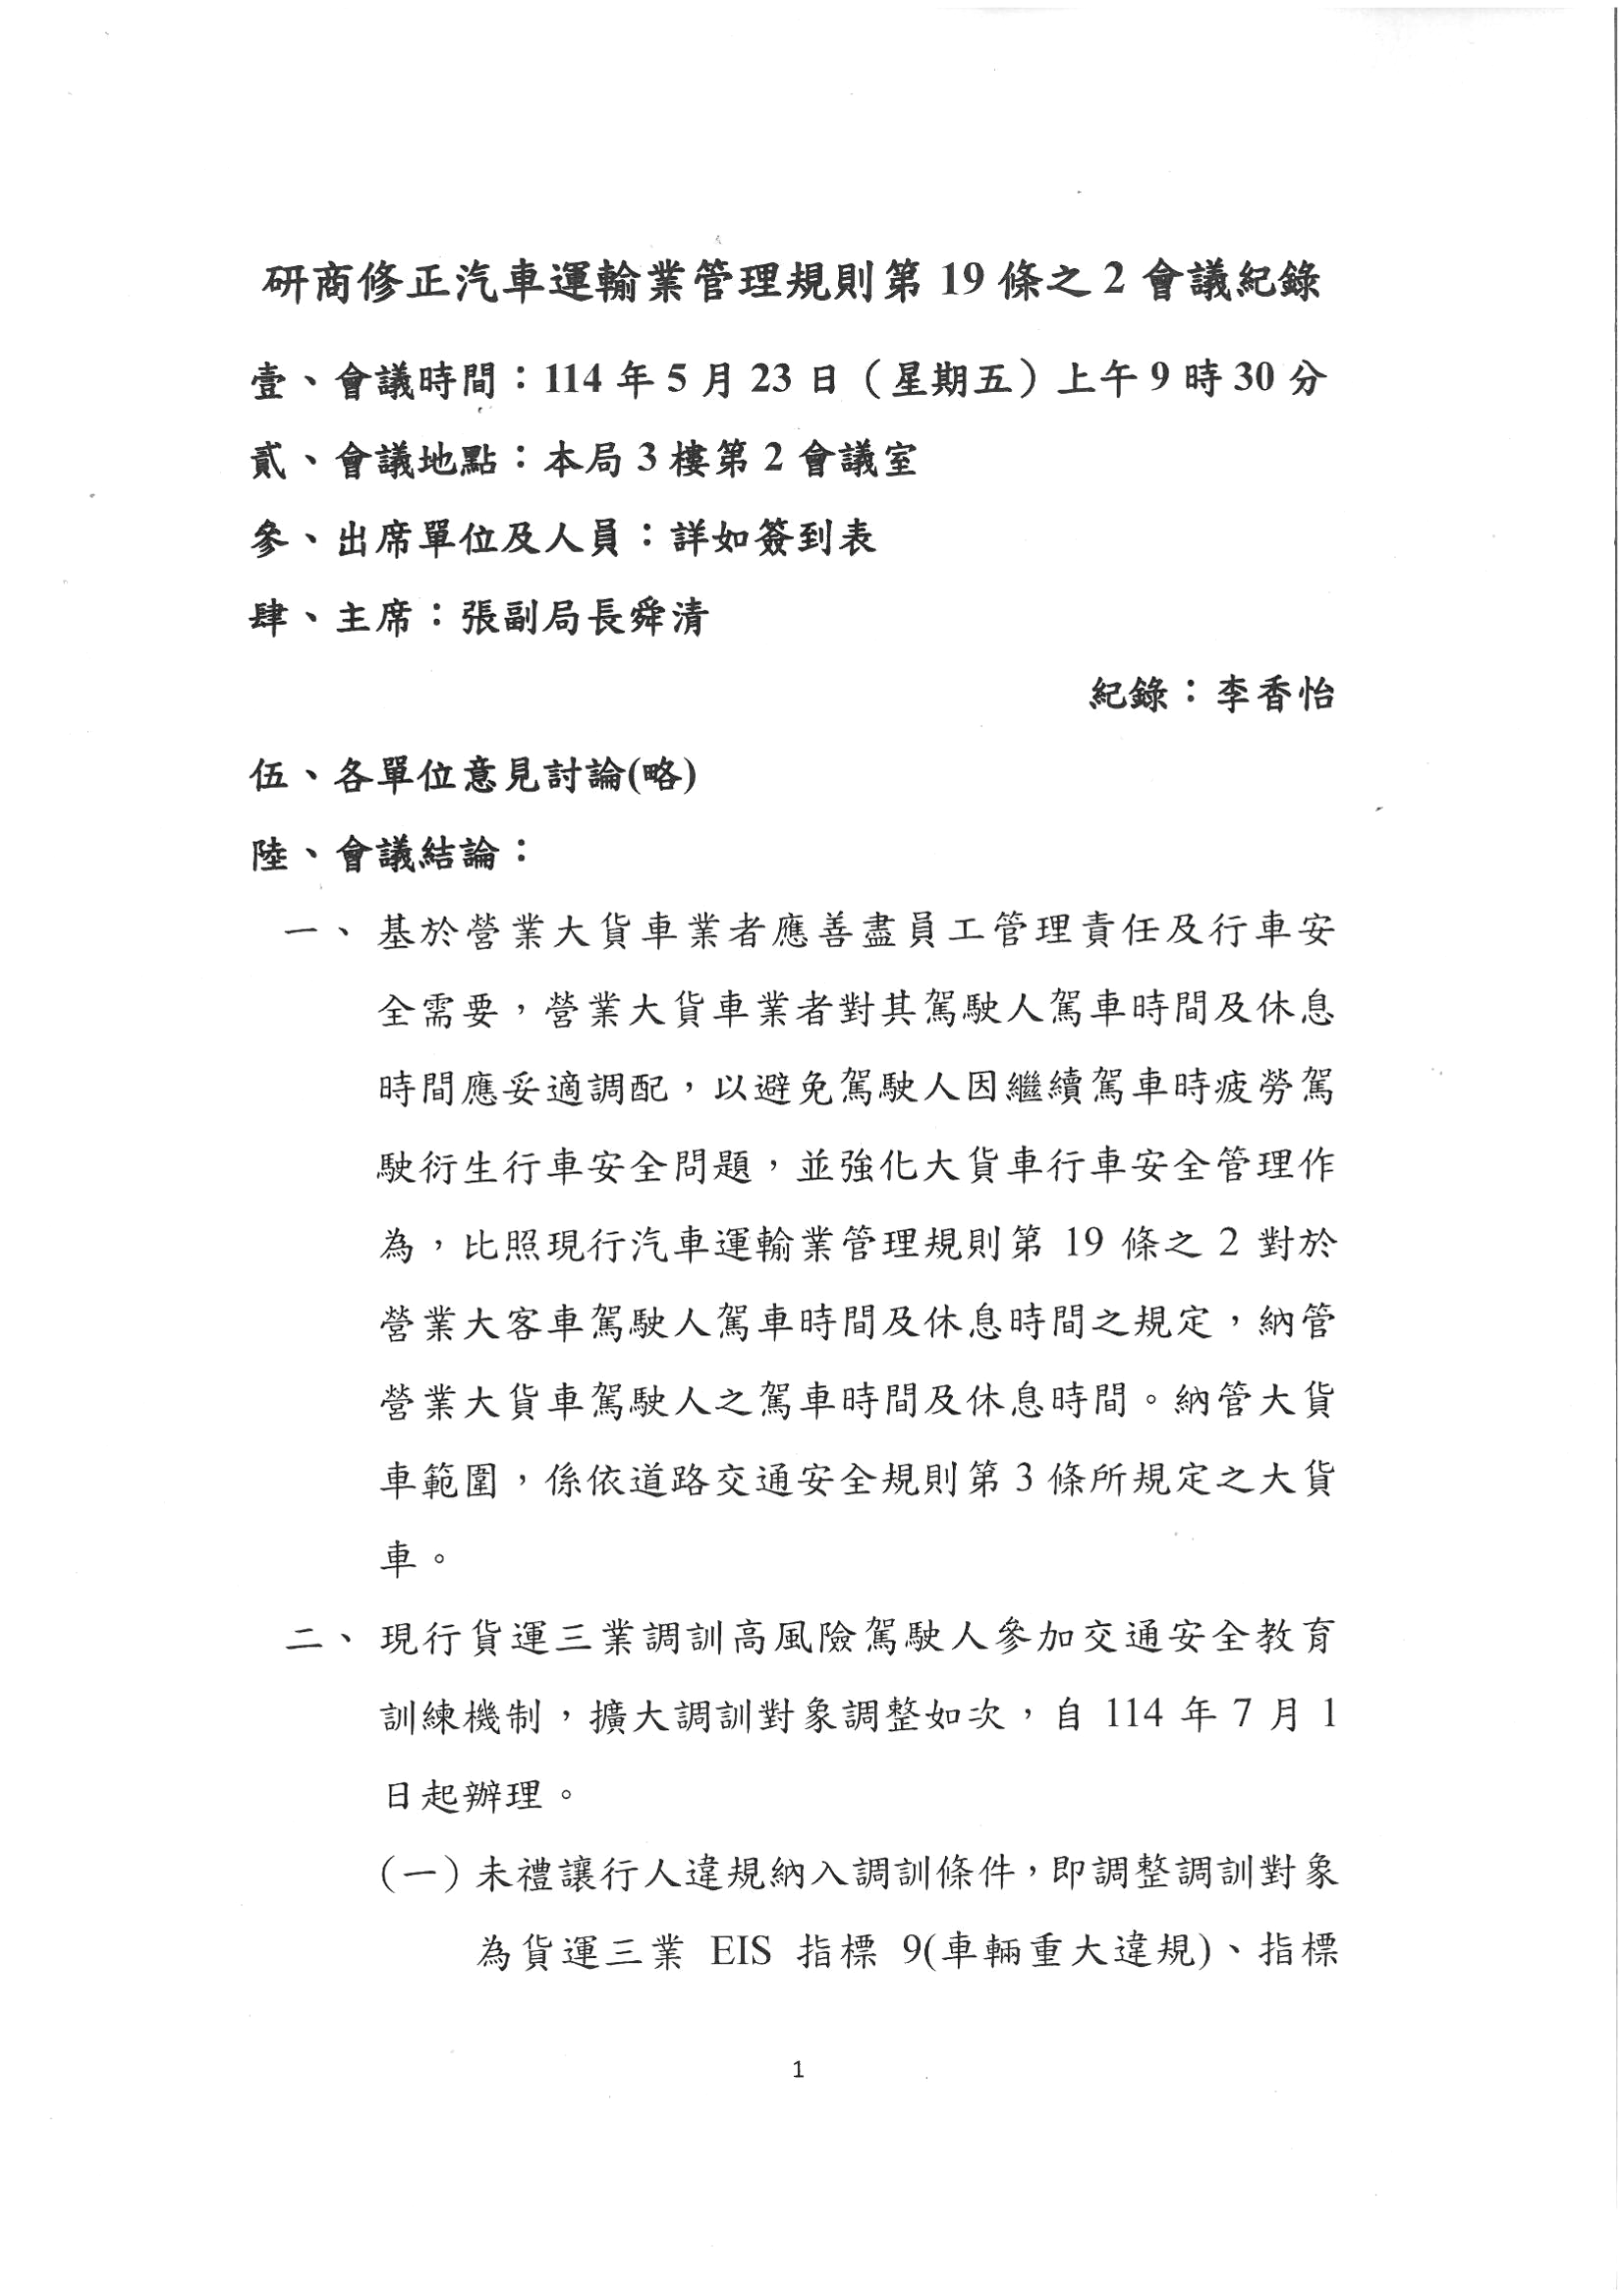 研商修正汽車運輸業管理規則第 19 條之 2 會議紀錄
壹、會議時間：114 年 5 月 23 日（星期五）上午 9 時 30 分
貳、會議地點：本局 3 樓第 2 會議室
參、出席單位及人員：詳如簽到表
肆、主席：張副局長舜清
紀錄：李香怡
伍、各單位意見討論(略)
陸、會議結論：
一、基於營業大貨車業者應善盡員工管理責任及行車安
全需要，營業大貨車業者對其駕駛人駕車時間及休息
時間應妥適調配，以避免駕駛人因繼續駕車時疲勞駕
駛衍生行車安全問題，並強化大貨車行車安全管理作
為，比照現行汽車運輸業管理規則第 19 條之 2 對於
營業大客車駕駛人駕車時間及休息時間之規定，納管
營業大貨車駕駛人之駕車時間及休息時間。納管大貨
車範圍，係依道路交通安全規則第 3 條所規定之大貨
車。
二、現行貨運三業調訓高風險駕駛人參加交通安全教育
訓練機制，擴大調訓對象調整如次，自 114 年 7 月 1
日起辦理。
(一)未禮讓行人違規納入調訓條件，即調整調訓對象
為貨運三業 EIS 指標 9(車輛重大違規)、指標
1